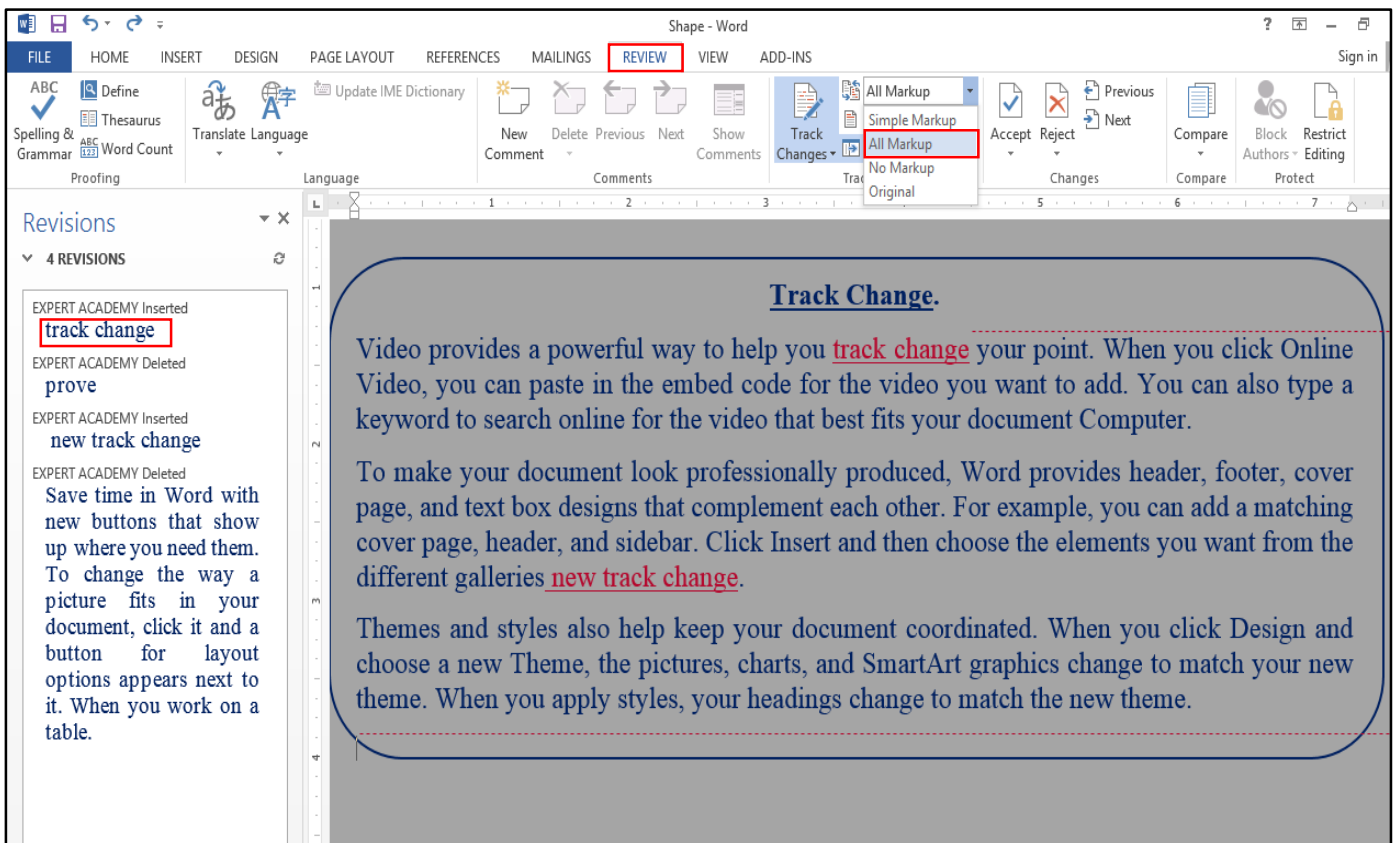 Shape - Word
FILE HOME INSERT DESIGN PAGE LAYOUT REFERENCES MAILINGS REVIEW VIEW ADD-INS Sign in
ABC Define
Thesaurus
Spelling & Grammar
ABC 123 Word Count
Translate Language
Update IME Dictionary
New Comment Delete Previous Next Show Comments
Track Changes
All Markup
Simple Markup
All Markup
No Markup
Original
Accept Reject Previous
Next
Compare
Block Authors Restrict Editing
Proofing Language Comments Changes Compare Protect
L 1 2 3 5 6 7
Revisions
4 REVISIONS
EXPERT ACADEMY Inserted
track change
EXPERT ACADEMY Deleted
prove
EXPERT ACADEMY Inserted
new track change
EXPERT ACADEMY Deleted
Save time in Word with
new buttons that show
up where you need them.
To change the way a
picture fits in your
document, click it and a
button for layout
options appears next to
it. When you work on a
table.
1
2
3
4
Track Change.
Video provides a powerful way to help you track change your point. When you click Online
Video, you can paste in the embed code for the video you want to add. You can also type a
keyword to search online for the video that best fits your document Computer.
To make your document look professionally produced, Word provides header, footer, cover
page, and text box designs that complement each other. For example, you can add a matching
cover page, header, and sidebar. Click Insert and then choose the elements you want from the
different galleries new track change.
Themes and styles also help keep your document coordinated. When you click Design and
choose a new Theme, the pictures, charts, and SmartArt graphics change to match your new
theme. When you apply styles, your headings change to match the new theme.